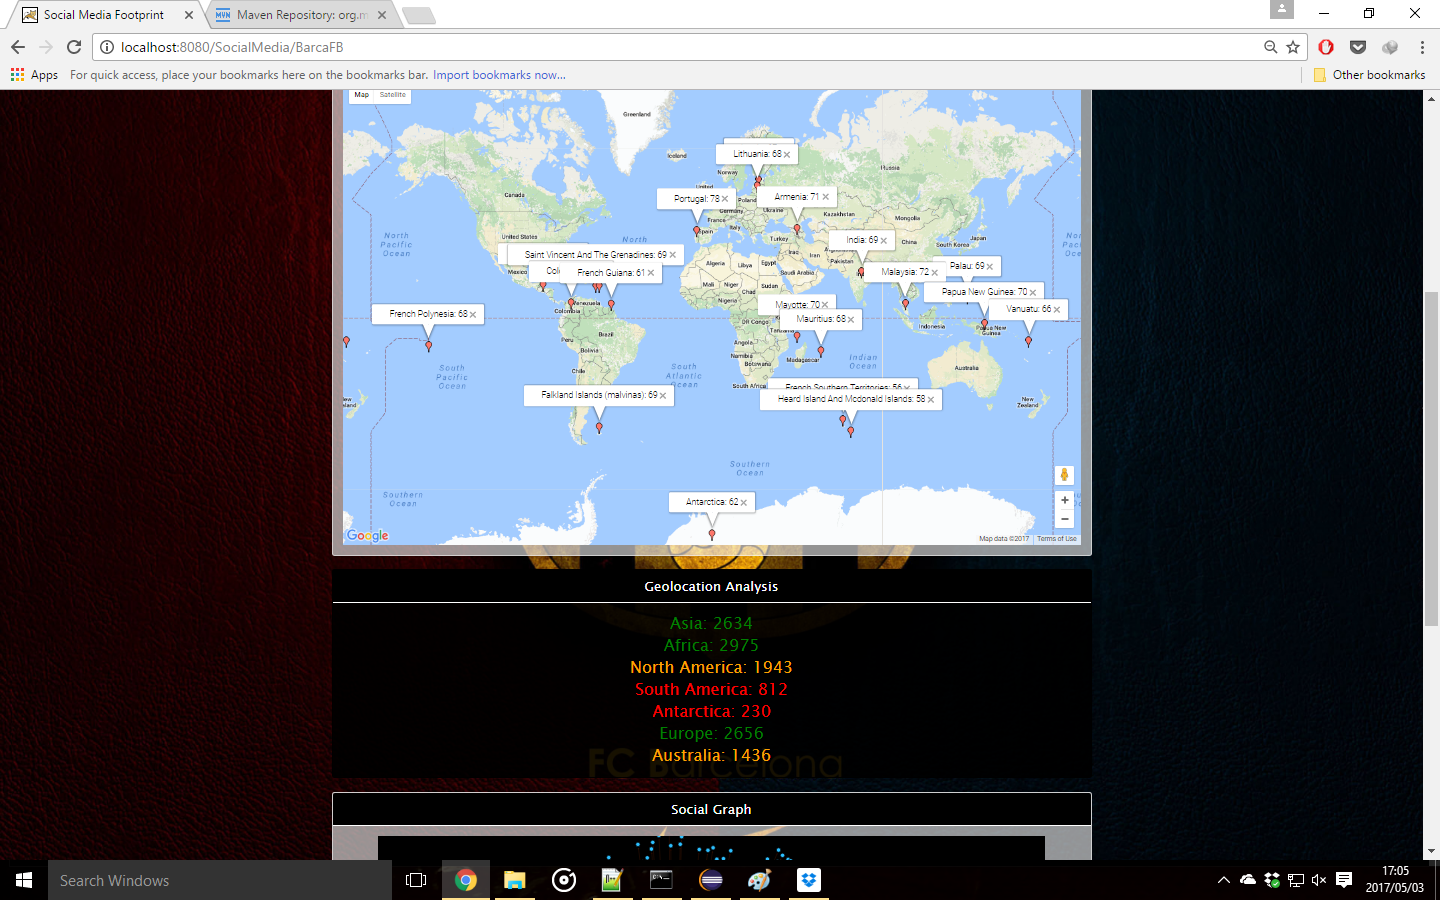 Social Media Footprint
Maven Repository: org.m
localhost:8080/SocialMedia/BarcaFB
Apps For quick access, place your bookmarks here on the bookmarks bar. Import bookmarks now... Other bookmarks
Map Satellite
Greenland
Lithuania: 68
Iceland
Norway
Russia
Canada
United
Portugal: 78
Poland
Armenia: 71
Germany
Ukraine
Kazakhstan
France
Mongolia
Spain
Turkey
North
Pacific
Ocean
United States
North
India: 69
China
Japan
South Korea
Saint Vincent And The Grenadines: 69
Algeria
Libya
Egypt
Iraq
Iran
Pakistan
Saudi Arabia
Mexico
Col
French Guiana: 61
Malaysia: 72
Palau: 69
Mali
Niger
Chad
Sudan
Nigeria
Papua New Guinea: 70
Venezuela
Colombia
Mayotte: 70
Vanuatu: 66
French Polynesia: 68
DR Congo
Mauritius: 68
Indonesia
Papua New
Guinea
Brazil
Peru
Angola
Bolivia
Namibia
Botswana
Madagascar
Indian
Ocean
South
Pacific
Ocean
Chile
South
Atlantic
Ocean
South Africa
Australia
French Southern Territories: 56
Falkland Islands (malvinas): 69
Heard Island And Mcdonald Islands: 58
New
Zealand
Southern
Ocean
Southern
Ocean
Antarctica: 62
Google
Map data ©2017 Terms of Use
Geolocation Analysis
Asia: 2634
Africa: 2975
North America: 1943
South America: 812
Antarctica: 230
Europe: 2656
Australia: 1436
FC Barcelona
Social Graph
Search Windows
17:05
2017/05/03